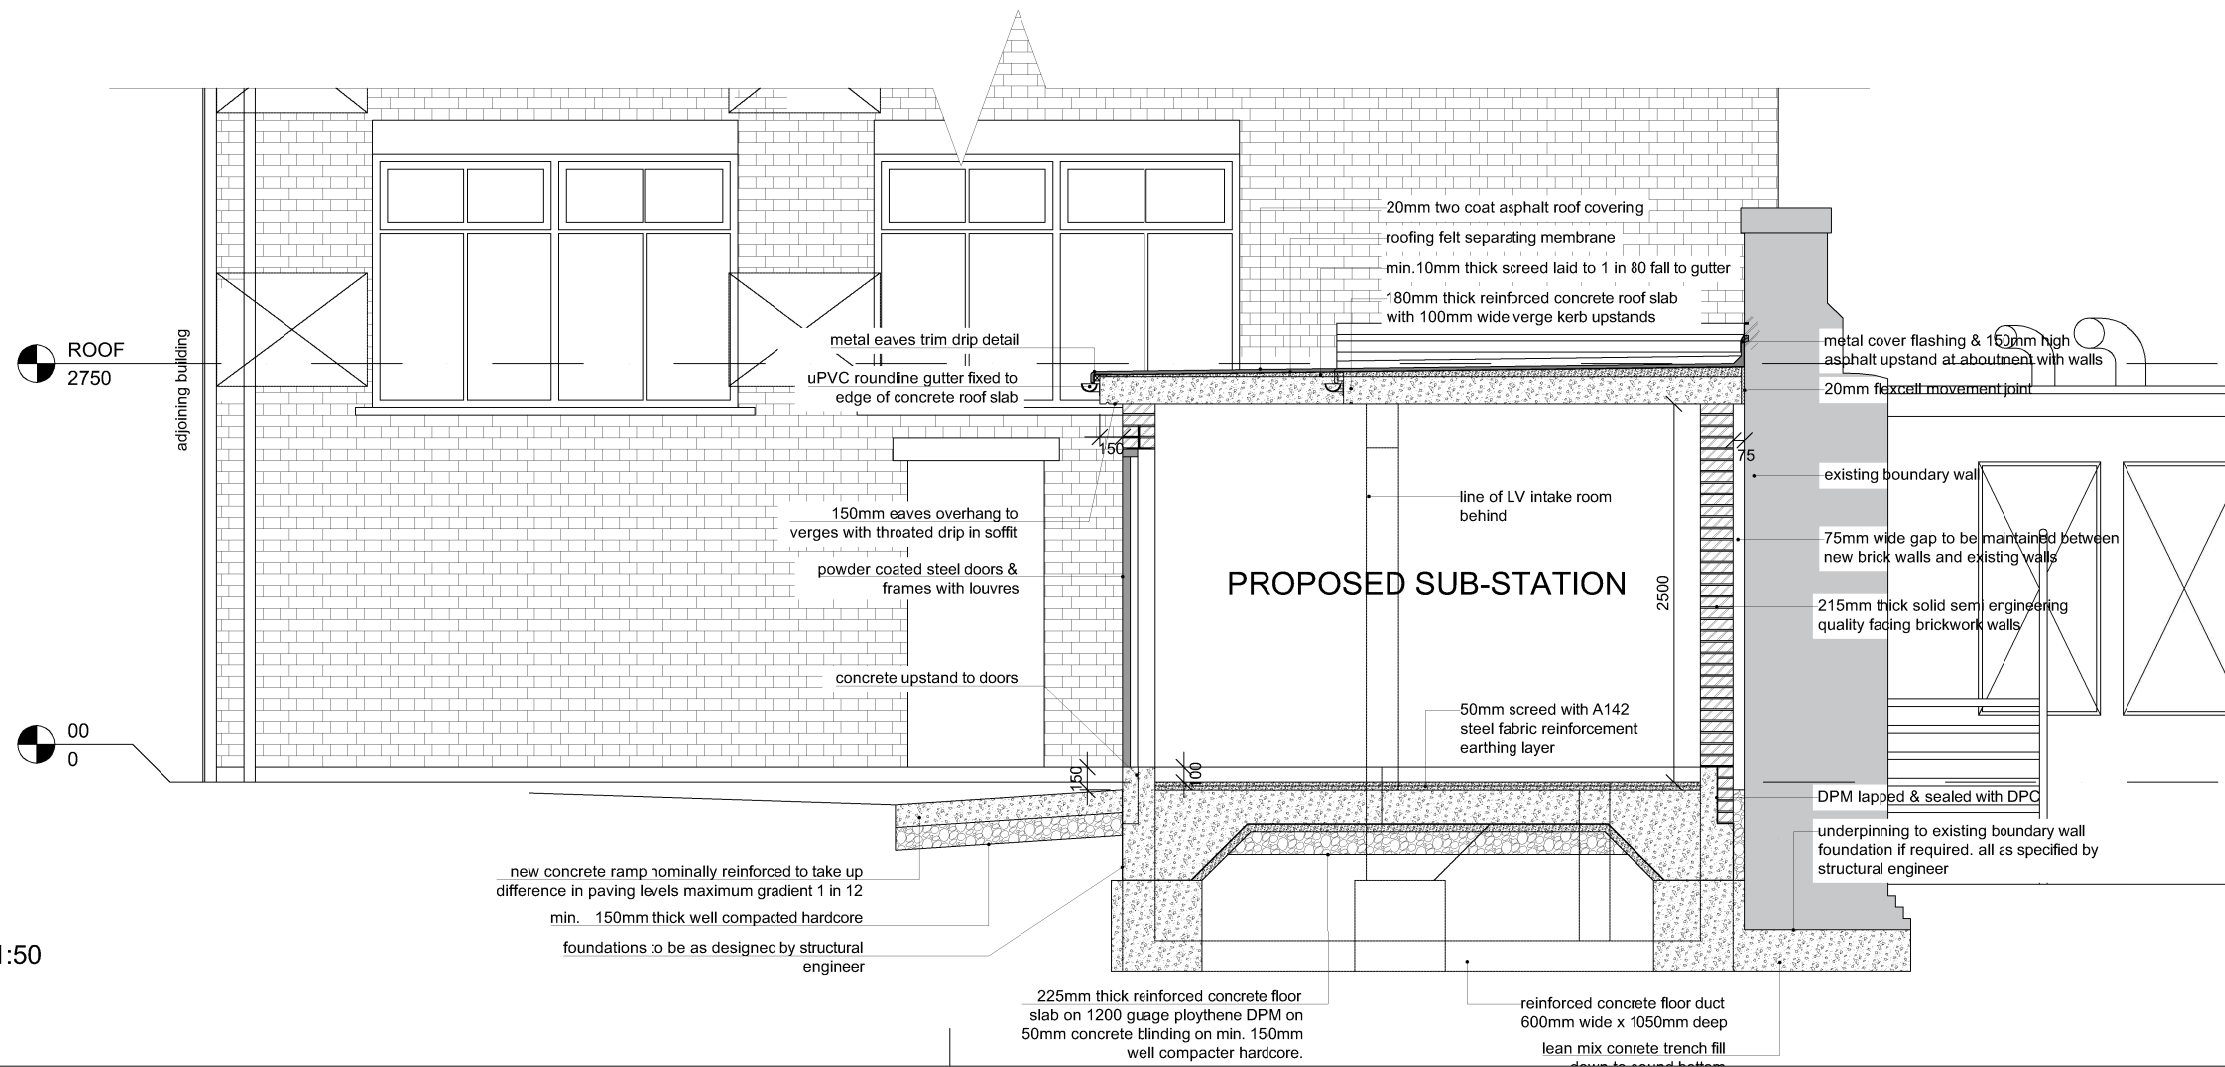 20mm two coat asphalt roof covering
roofing felt separating membrane
min.10mm thick screed laid to 1 in 80 fall to gutter
180mm thick reinforced concrete roof slab
with 100mm wide verge kerb upstands
ROOF
2750
adjoining building
metal eaves trim drip detail
uPVC roundline gutter fixed to
edge of concrete roof slab
metal cover flashing & 150mm high
asphalt upstand at aboutment with walls
20mm flexcell movement joint
150
75
existing boundary wall
line of LV intake room
behind
150mm eaves overhang to
verges with throated drip in soffit
75mm wide gap to be mantained between
new brick walls and existing walls
powder coated steel doors &
frames with louvres
PROPOSED SUB-STATION
2500
215mm thick solid semi engineering
quality facing brickwork walls
concrete upstand to doors
50mm screed with A142
steel fabric reinforcement
earthing layer
00
0
150
100
DPM lapped & sealed with DPC
underpinning to existing boundary wall
foundation if required. all as specified by
structural engineer
new concrete ramp nominally reinforced to take up
difference in paving levels maximum gradient 1 in 12
min. 150mm thick well compacted hardcore
foundations to be as designed by structural
engineer
1:50
225mm thick reinforced concrete floor
slab on 1200 guage ploythene DPM on
50mm concrete blinding on min. 150mm
well compacter hardcore.
reinforced concrete floor duct
600mm wide x 1050mm deep
lean mix concrete trench fill
down to sound bottom